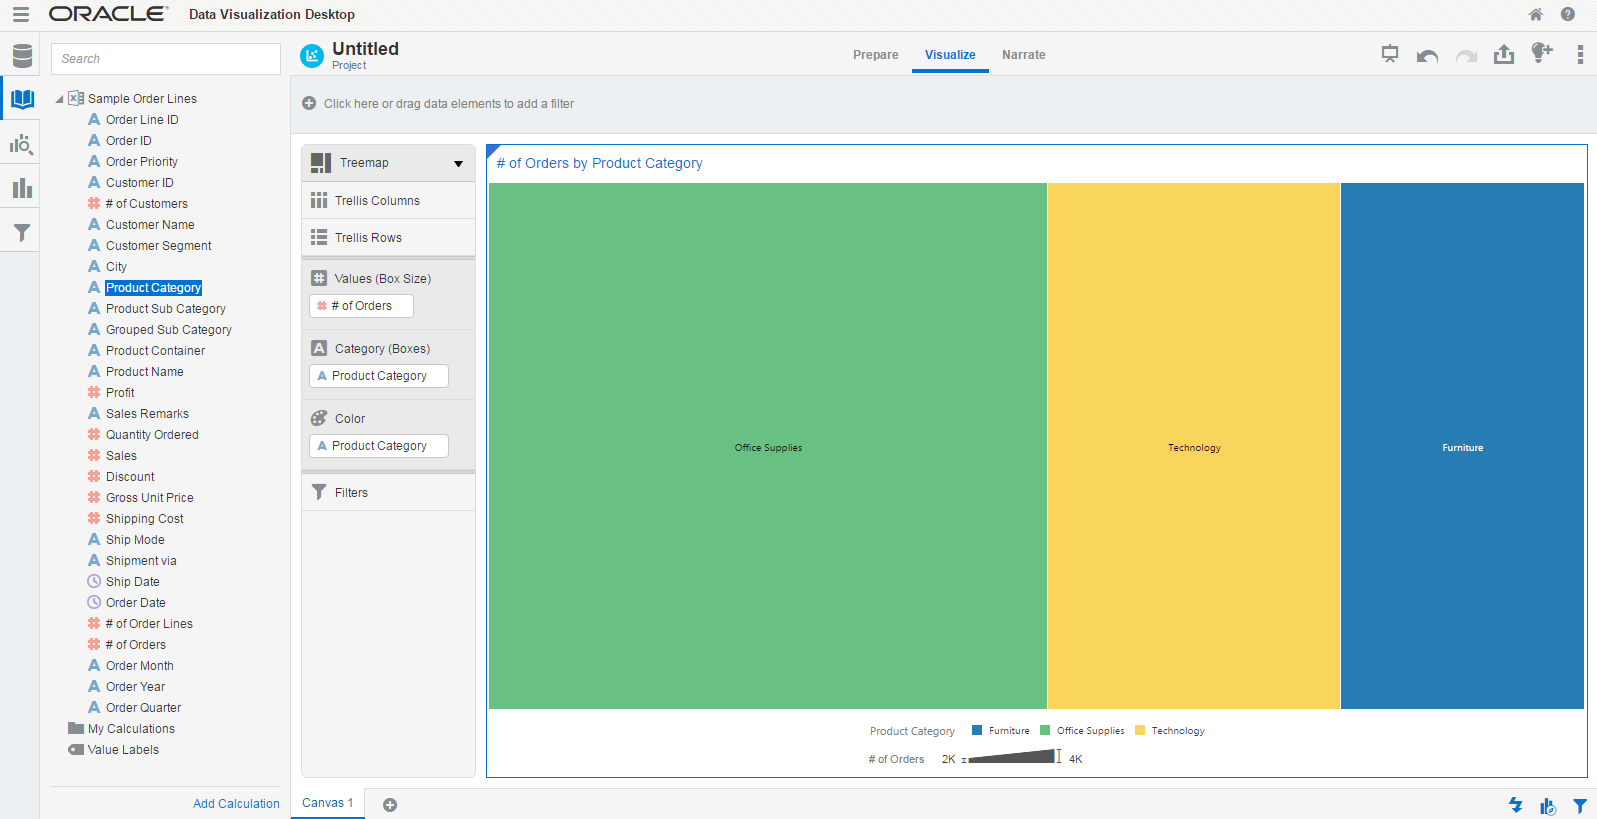 ORACLE Data Visualization Desktop
Search
Untitled
Project
Prepare
Visualize
Narrate
Sample Order Lines
Order Line ID
Order ID
Order Priority
Customer ID
# of Customers
Customer Name
Customer Segment
City
Product Category
Product Sub Category
Grouped Sub Category
Product Container
Product Name
Profit
Sales Remarks
Quantity Ordered
Sales
Discount
Gross Unit Price
Shipping Cost
Ship Mode
Shipment via
Ship Date
Order Date
# of Order Lines
# of Orders
Order Month
Order Year
Order Quarter
My Calculations
Value Labels
Add Calculation
Click here or drag data elements to add a filter
Treemap
Trellis Columns
Trellis Rows
Values (Box Size)
# of Orders
Category (Boxes)
Product Category
Color
Product Category
Filters
# of Orders by Product Category
Office Supplies
Technology
Furniture
Product Category Furniture Office Supplies Technology
# of Orders 2K 4K
Canvas 1